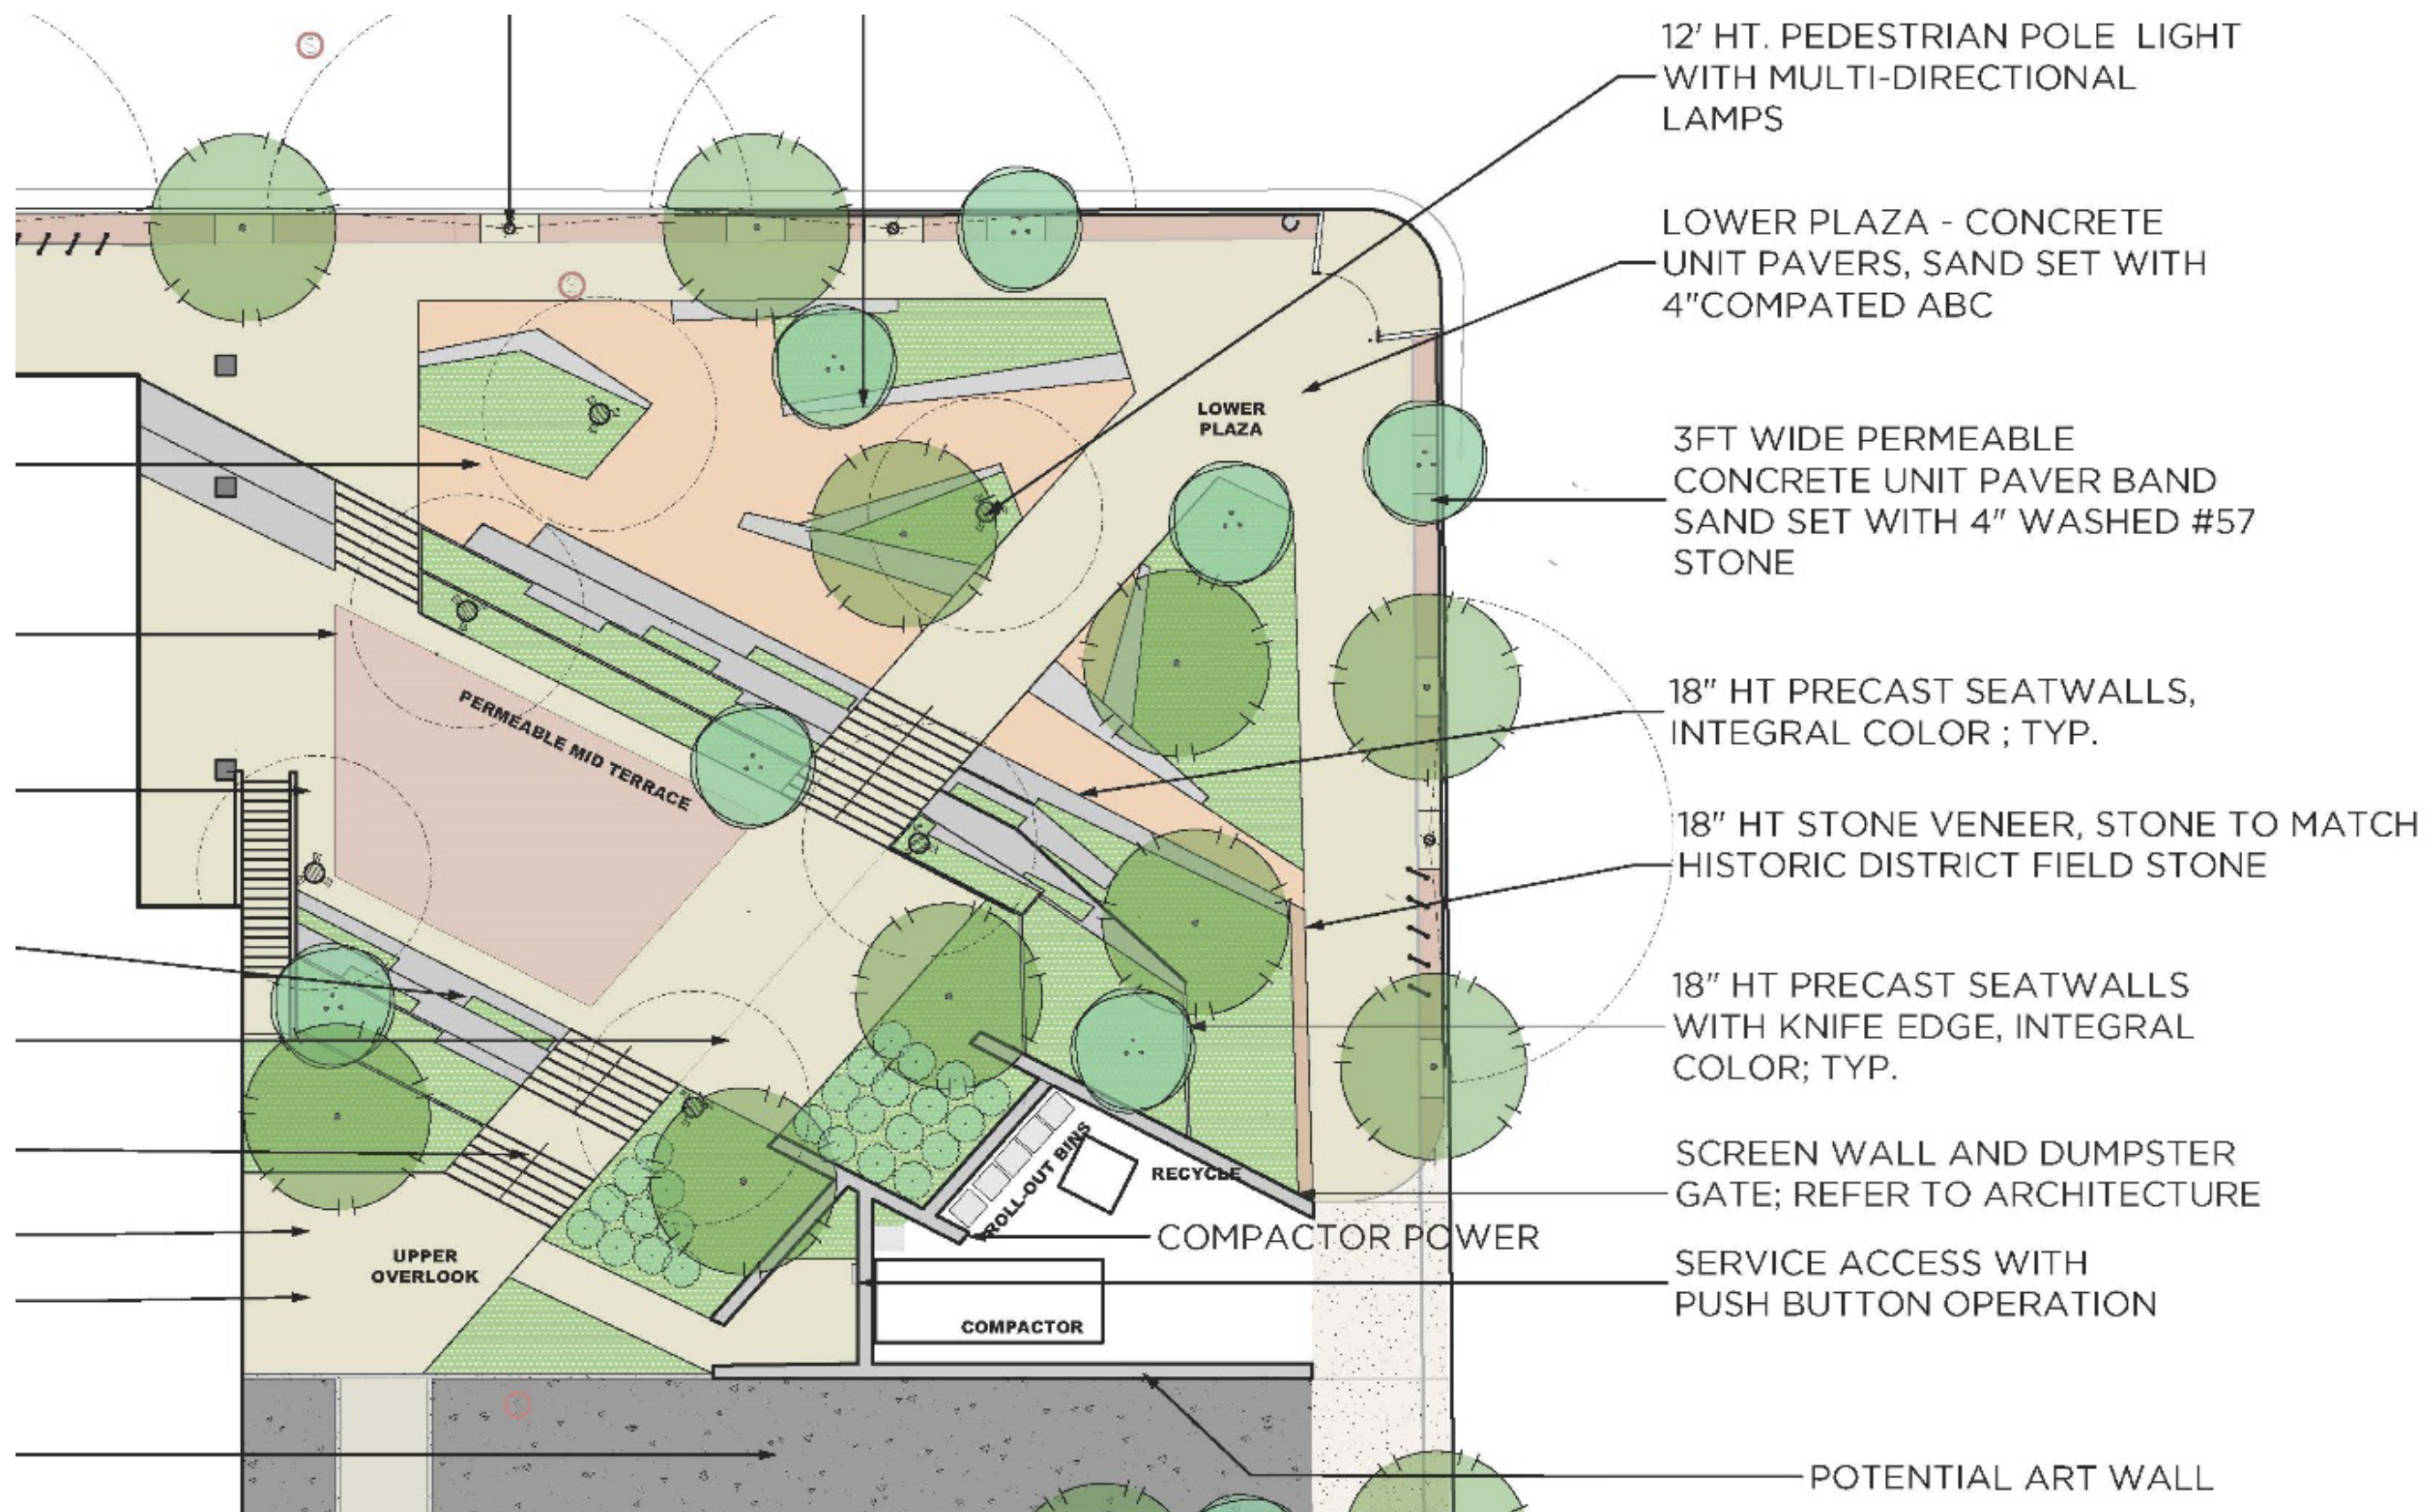 12' HT. PEDESTRIAN POLE LIGHT
WITH MULTI-DIRECTIONAL
LAMPS
LOWER PLAZA - CONCRETE
UNIT PAVERS, SAND SET WITH
4"COMPATED ABC
LOWER
PLAZA
3FT WIDE PERMEABLE
CONCRETE UNIT PAVER BAND
SAND SET WITH 4" WASHED #57
STONE
PERMEABLE MID TERRACE
18" HT PRECAST SEATWALLS,
INTEGRAL COLOR ; TYP.
18" HT STONE VENEER, STONE TO MATCH
HISTORIC DISTRICT FIELD STONE
18" HT PRECAST SEATWALLS
WITH KNIFE EDGE, INTEGRAL
COLOR; TYP.
SCREEN WALL AND DUMPSTER
GATE; REFER TO ARCHITECTURE
ROLL-OUT BINS
RECYCLE
COMPACTOR POWER
UPPER
OVERLOOK
SERVICE ACCESS WITH
PUSH BUTTON OPERATION
COMPACTOR
POTENTIAL ART WALL